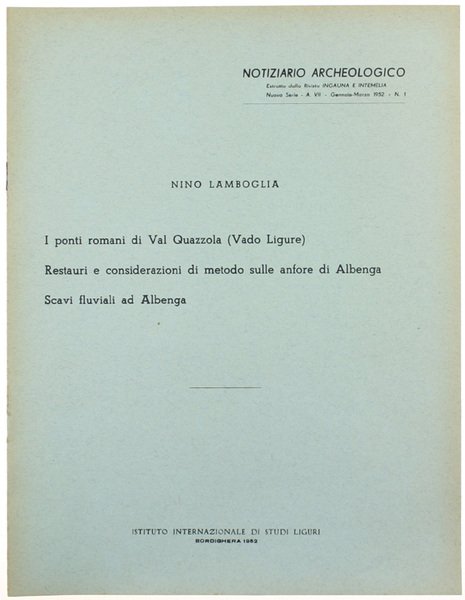 NOTIZIARIO ARCHEOLOGICO
Estratto dalla Rivista INGAUNA E INTEMELIA
Nuova Serie - A. VII - Gennaio-Marzo 1952 - N. 1
NINO LAMBOGLIA
I ponti romani di Val Quazzola (Vado Ligure)
Restauri e considerazioni di metodo sulle anfore di Albenga
Scavi fluviali ad Albenga
ISTITUTO INTERNAZIONALE DI STUDI LIGURI
BORDIGHERA 1952